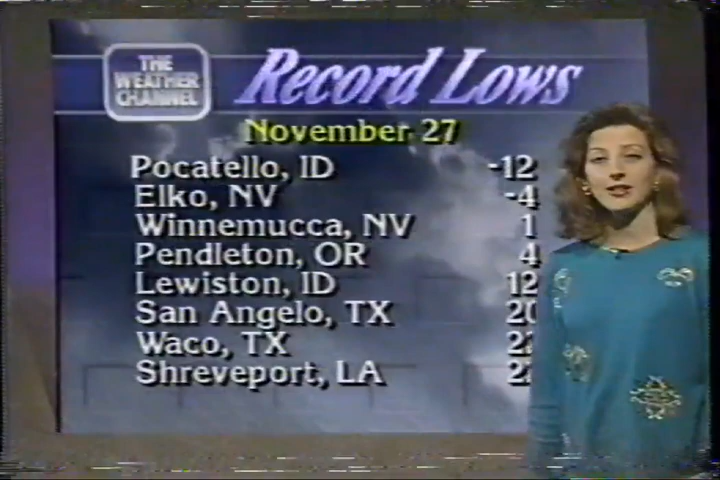 THE
WEATHER
CHANNEL
Record Lows
November 27
Pocatello, ID -12
Elko, NV -4
Winnemucca, NV 1
Pendleton, OR 4
Lewiston, ID 12
San Angelo, TX
Waco, TX
Shreveport, LA